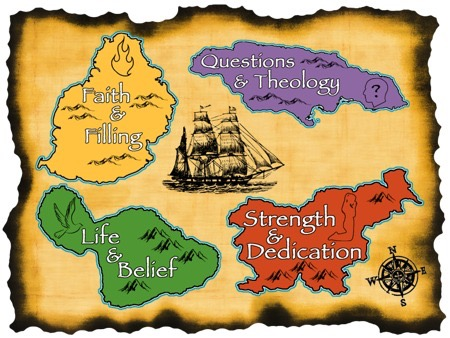 Faith
&
Filling
Questions
& Theology
?
Life
&
Belief
Strength
&
Dedication
N
W E
S